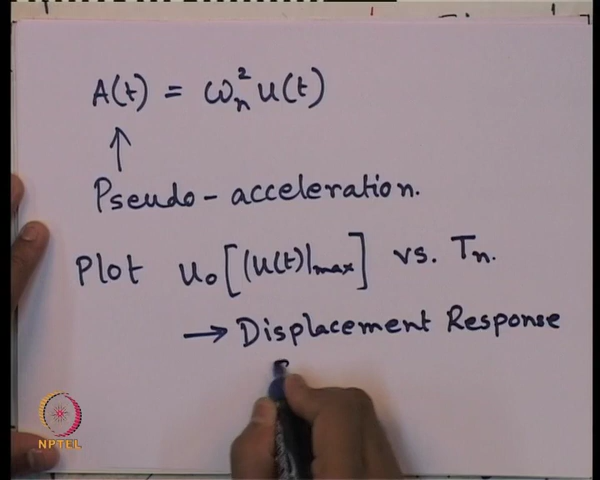 A(t) = ωₙ² u(t)
↑
Pseudo-acceleration.
Plot u₀ [(u(t)|max] vs. Tₙ.
→ Displacement Response
NPTEL